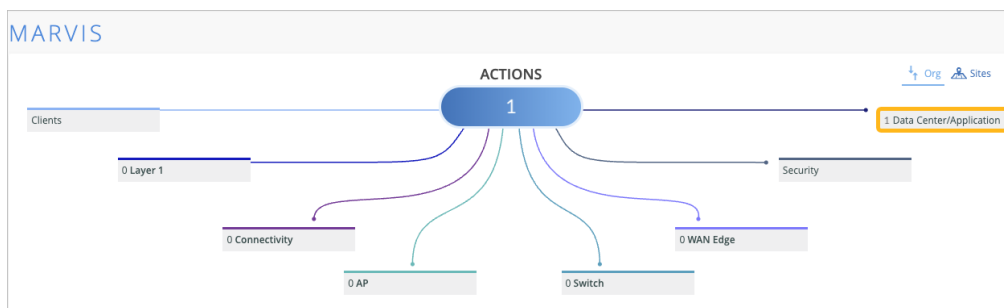 MARVIS
ACTIONS
1
Org
Sites
Clients
1 Data Center/Application
0 Layer 1
Security
0 Connectivity
0 WAN Edge
0 AP
0 Switch